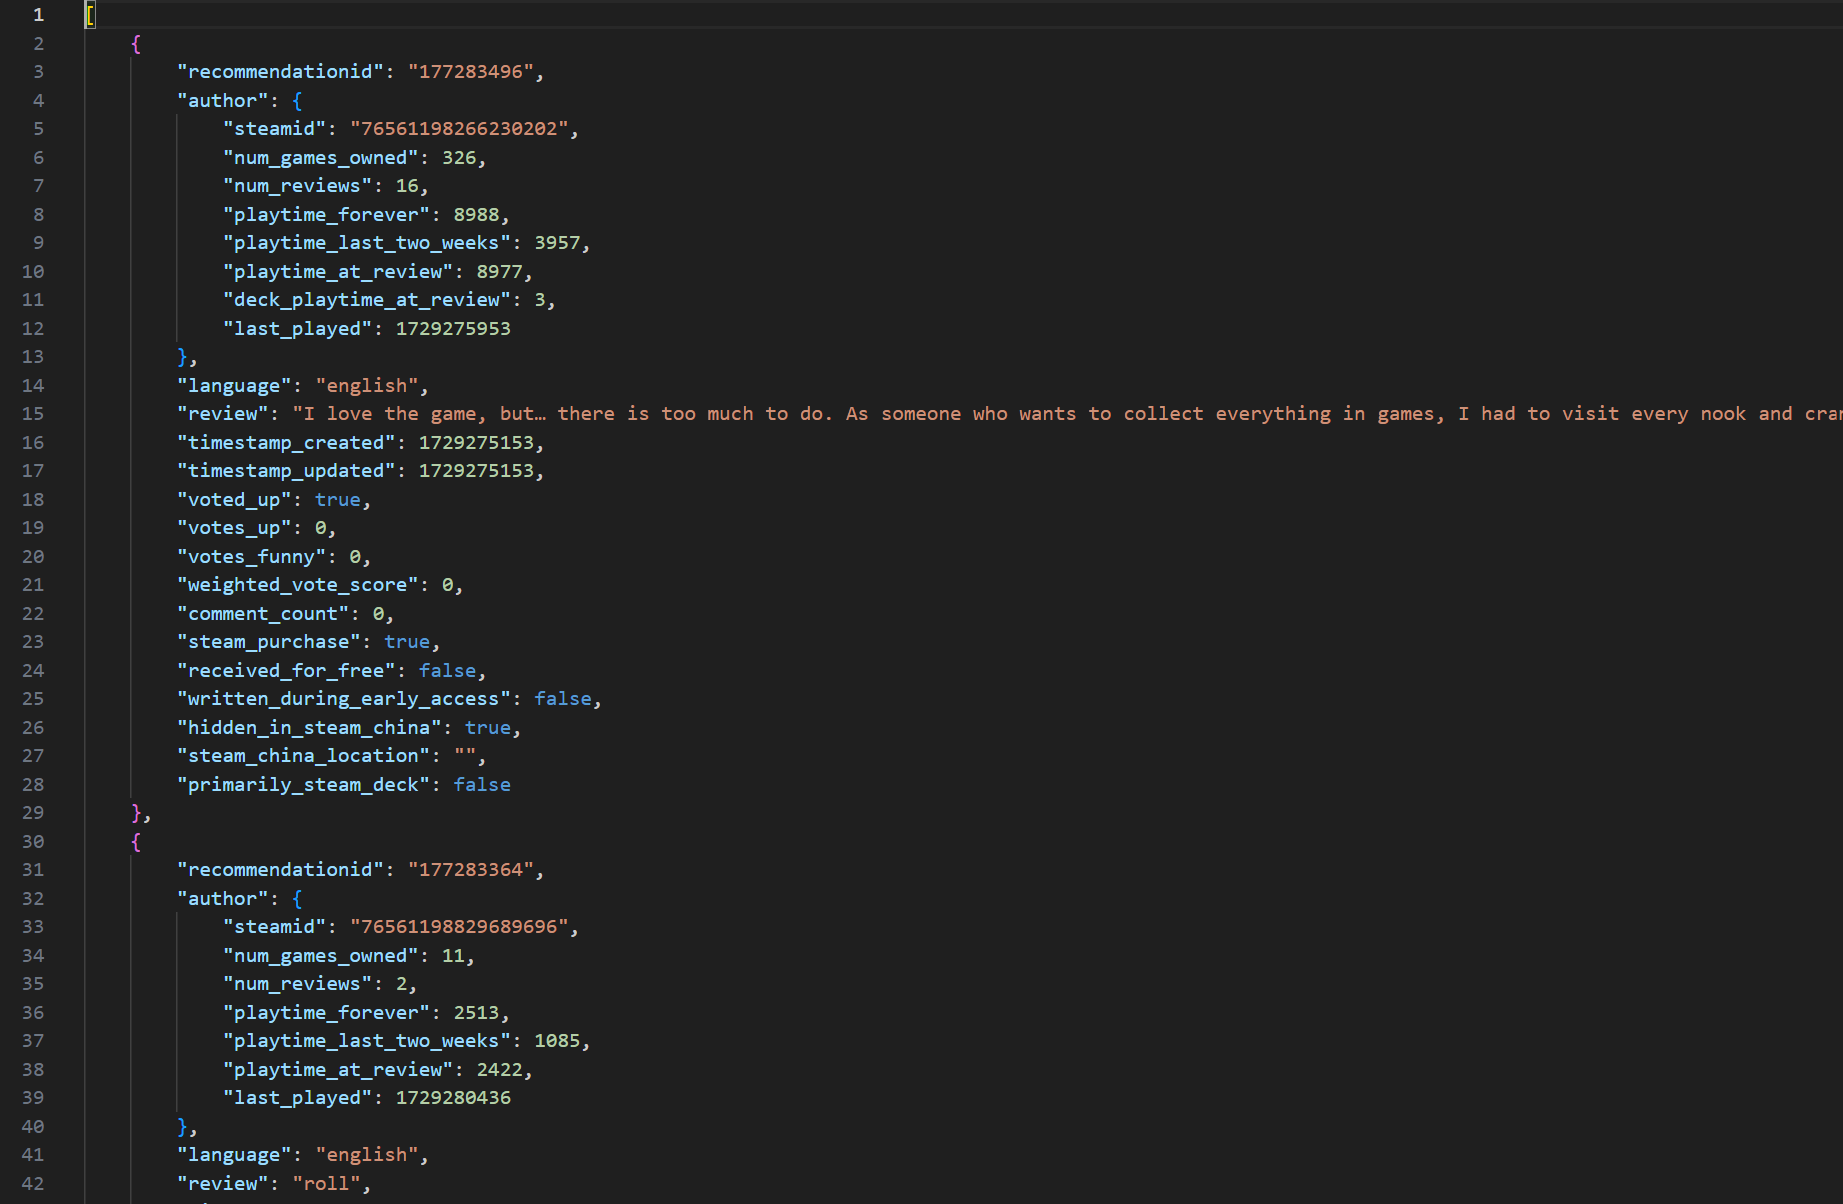 1 [
2 {
3 "recommendationid": "177283496",
4 "author": {
5 "steamid": "76561198266230202",
6 "num_games_owned": 326,
7 "num_reviews": 16,
8 "playtime_forever": 8988,
9 "playtime_last_two_weeks": 3957,
10 "playtime_at_review": 8977,
11 "deck_playtime_at_review": 3,
12 "last_played": 1729275953
13 },
14 "language": "english",
15 "review": "I love the game, but… there is too much to do. As someone who wants to collect everything in games, I had to visit every nook and
16 "timestamp_created": 1729275153,
17 "timestamp_updated": 1729275153,
18 "voted_up": true,
19 "votes_up": 0,
20 "votes_funny": 0,
21 "weighted_vote_score": 0,
22 "comment_count": 0,
23 "steam_purchase": true,
24 "received_for_free": false,
25 "written_during_early_access": false,
26 "hidden_in_steam_china": true,
27 "steam_china_location": "",
28 "primarily_steam_deck": false
29 },
30 {
31 "recommendationid": "177283364",
32 "author": {
33 "steamid": "76561198829689696",
34 "num_games_owned": 11,
35 "num_reviews": 2,
36 "playtime_forever": 2513,
37 "playtime_last_two_weeks": 1085,
38 "playtime_at_review": 2422,
39 "last_played": 1729280436
40 },
41 "language": "english",
42 "review": "roll",